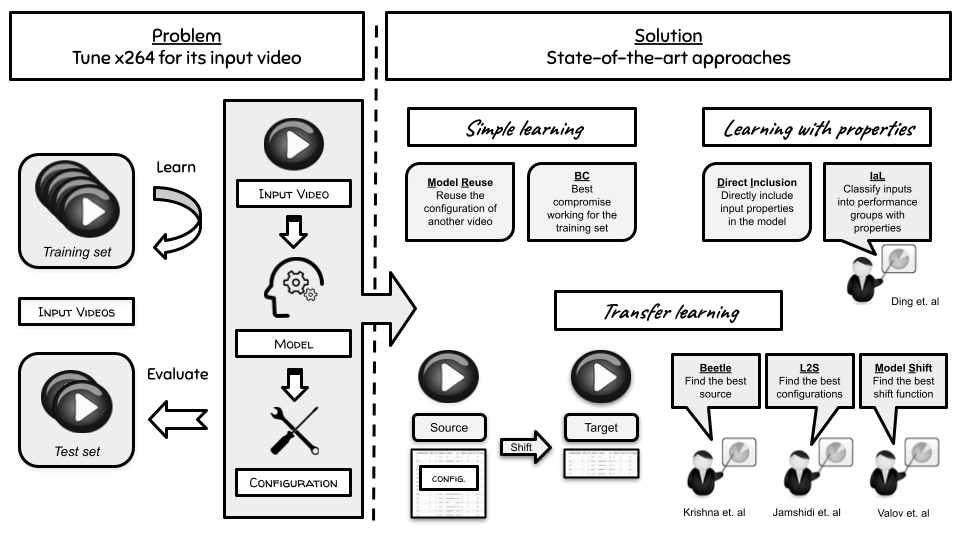 Problem
Tune x264 for its input video
Solution
State-of-the-art approaches
Learn
Training set
Input Videos
Evaluate
Test set
Input Video
Model
Configuration
Simple learning
Model Reuse
Reuse the
configuration of
another video
BC
Best
compromise
working for the
training set
Learning with properties
Direct Inclusion
Directly include
input properties
in the model
IaL
Classify inputs
into performance
groups with
properties
Ding et. al
Transfer learning
Source
CONFIG.
Shift
Target
Beetle
Find the best
source
L2S
Find the best
configurations
Model Shift
Find the best
shift function
Krishna et. al
Jamshidi et. al
Valov et. al